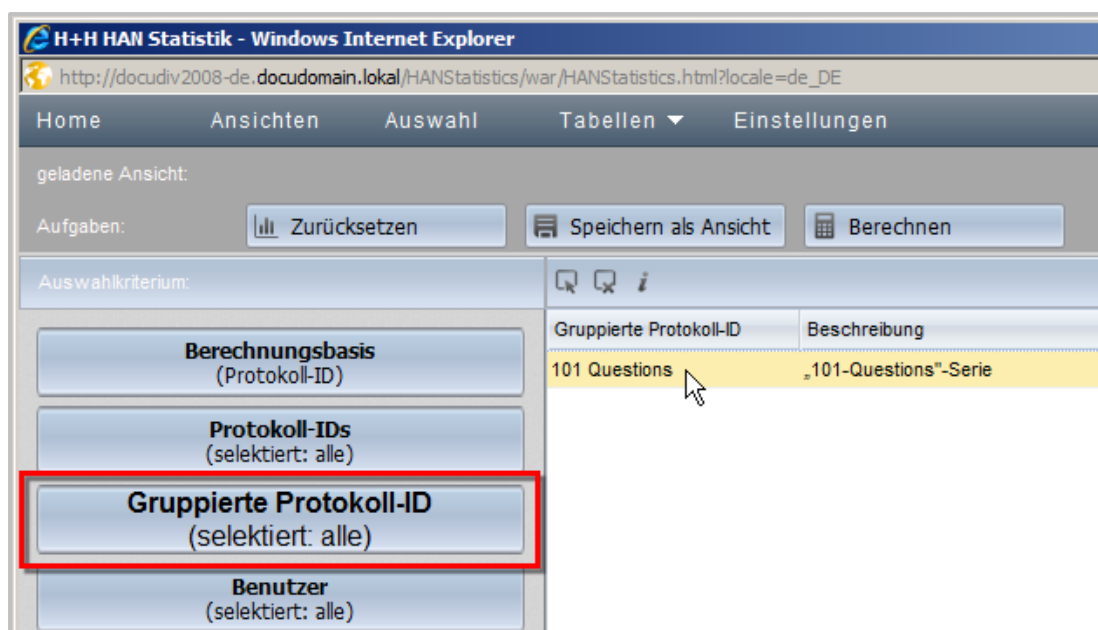 H+H HAN Statistik - Windows Internet Explorer
http://docudiv2008-de.docudomain.lokal/HANStatistics/war/HANStatistics.html?locale=de_DE
Home Ansichten Auswahl Tabellen Einstellungen
geladene Ansicht:
Aufgaben: Zurücksetzen Speichern als Ansicht Berechnen
Auswahlkriterium:
Gruppierte Protokoll-ID Beschreibung
101 Questions „101-Questions"-Serie
Berechnungsbasis
(Protokoll-ID)
Protokoll-IDs
(selektiert: alle)
Gruppierte Protokoll-ID
(selektiert: alle)
Benutzer
(selektiert: alle)